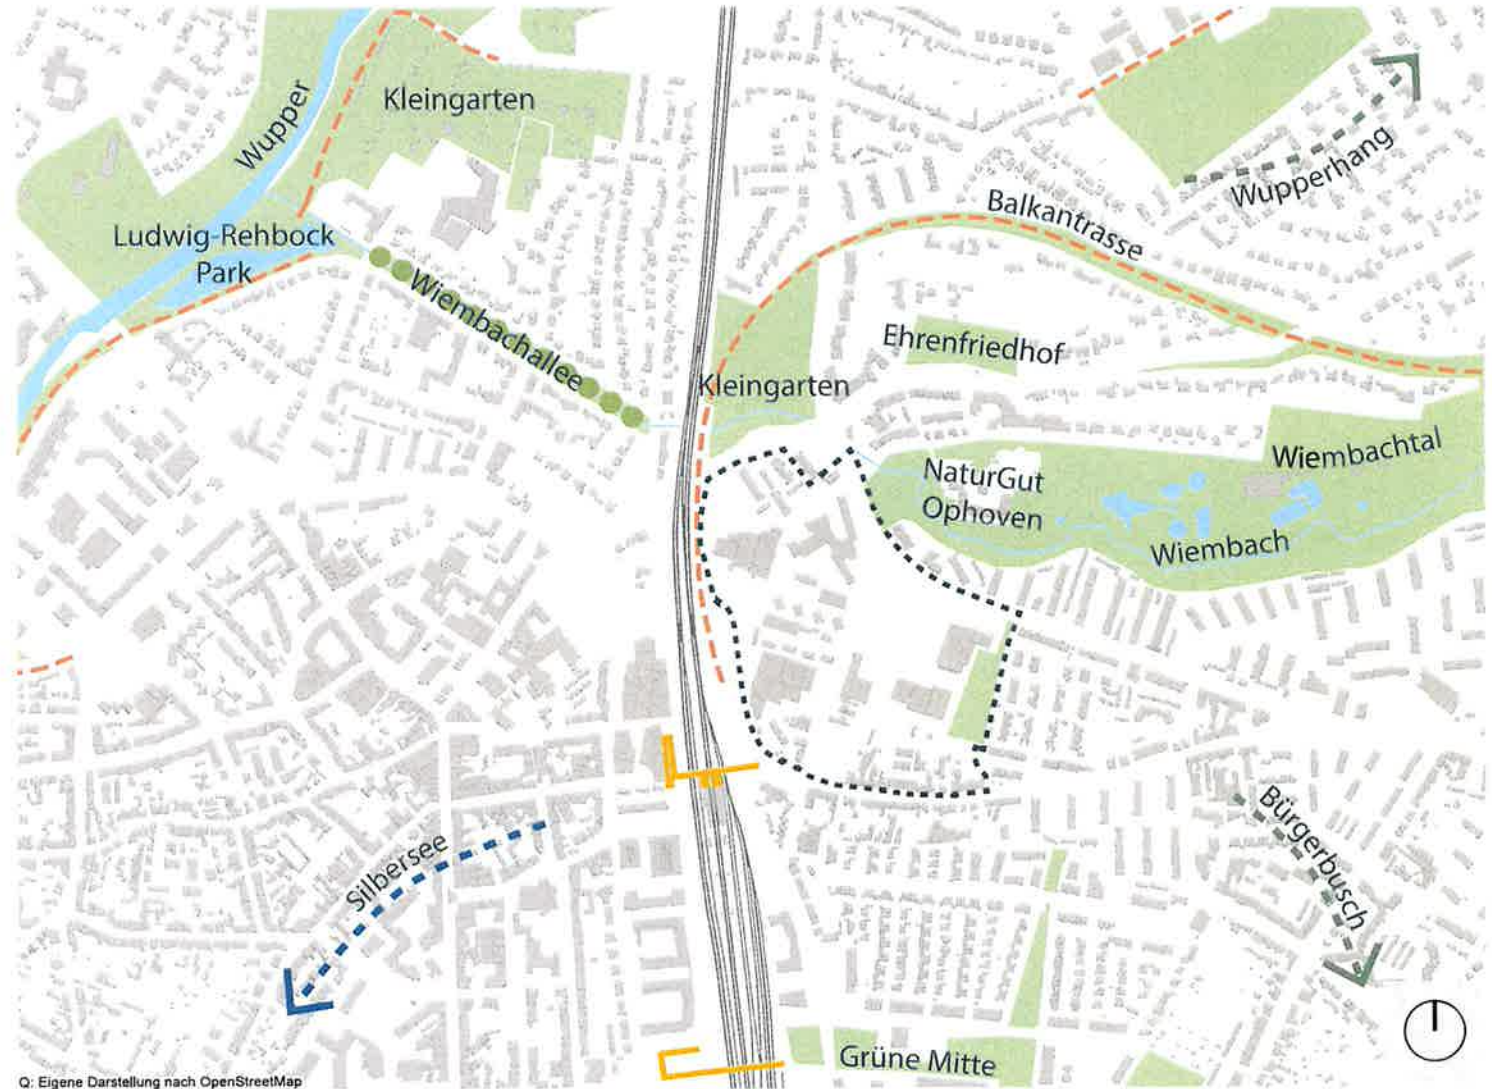 Kleingarten
Wupper
Wupperhang
Balkantrasse
Ludwig-Rehbock
Park
Wiembachallee
Ehrenfriedhof
Kleingarten
Wiembachtal
NaturGut
Ophoven
Wiembach
Silbersee
Bürgerbusch
Grüne Mitte
Q: Eigene Darstellung nach OpenStreetMap